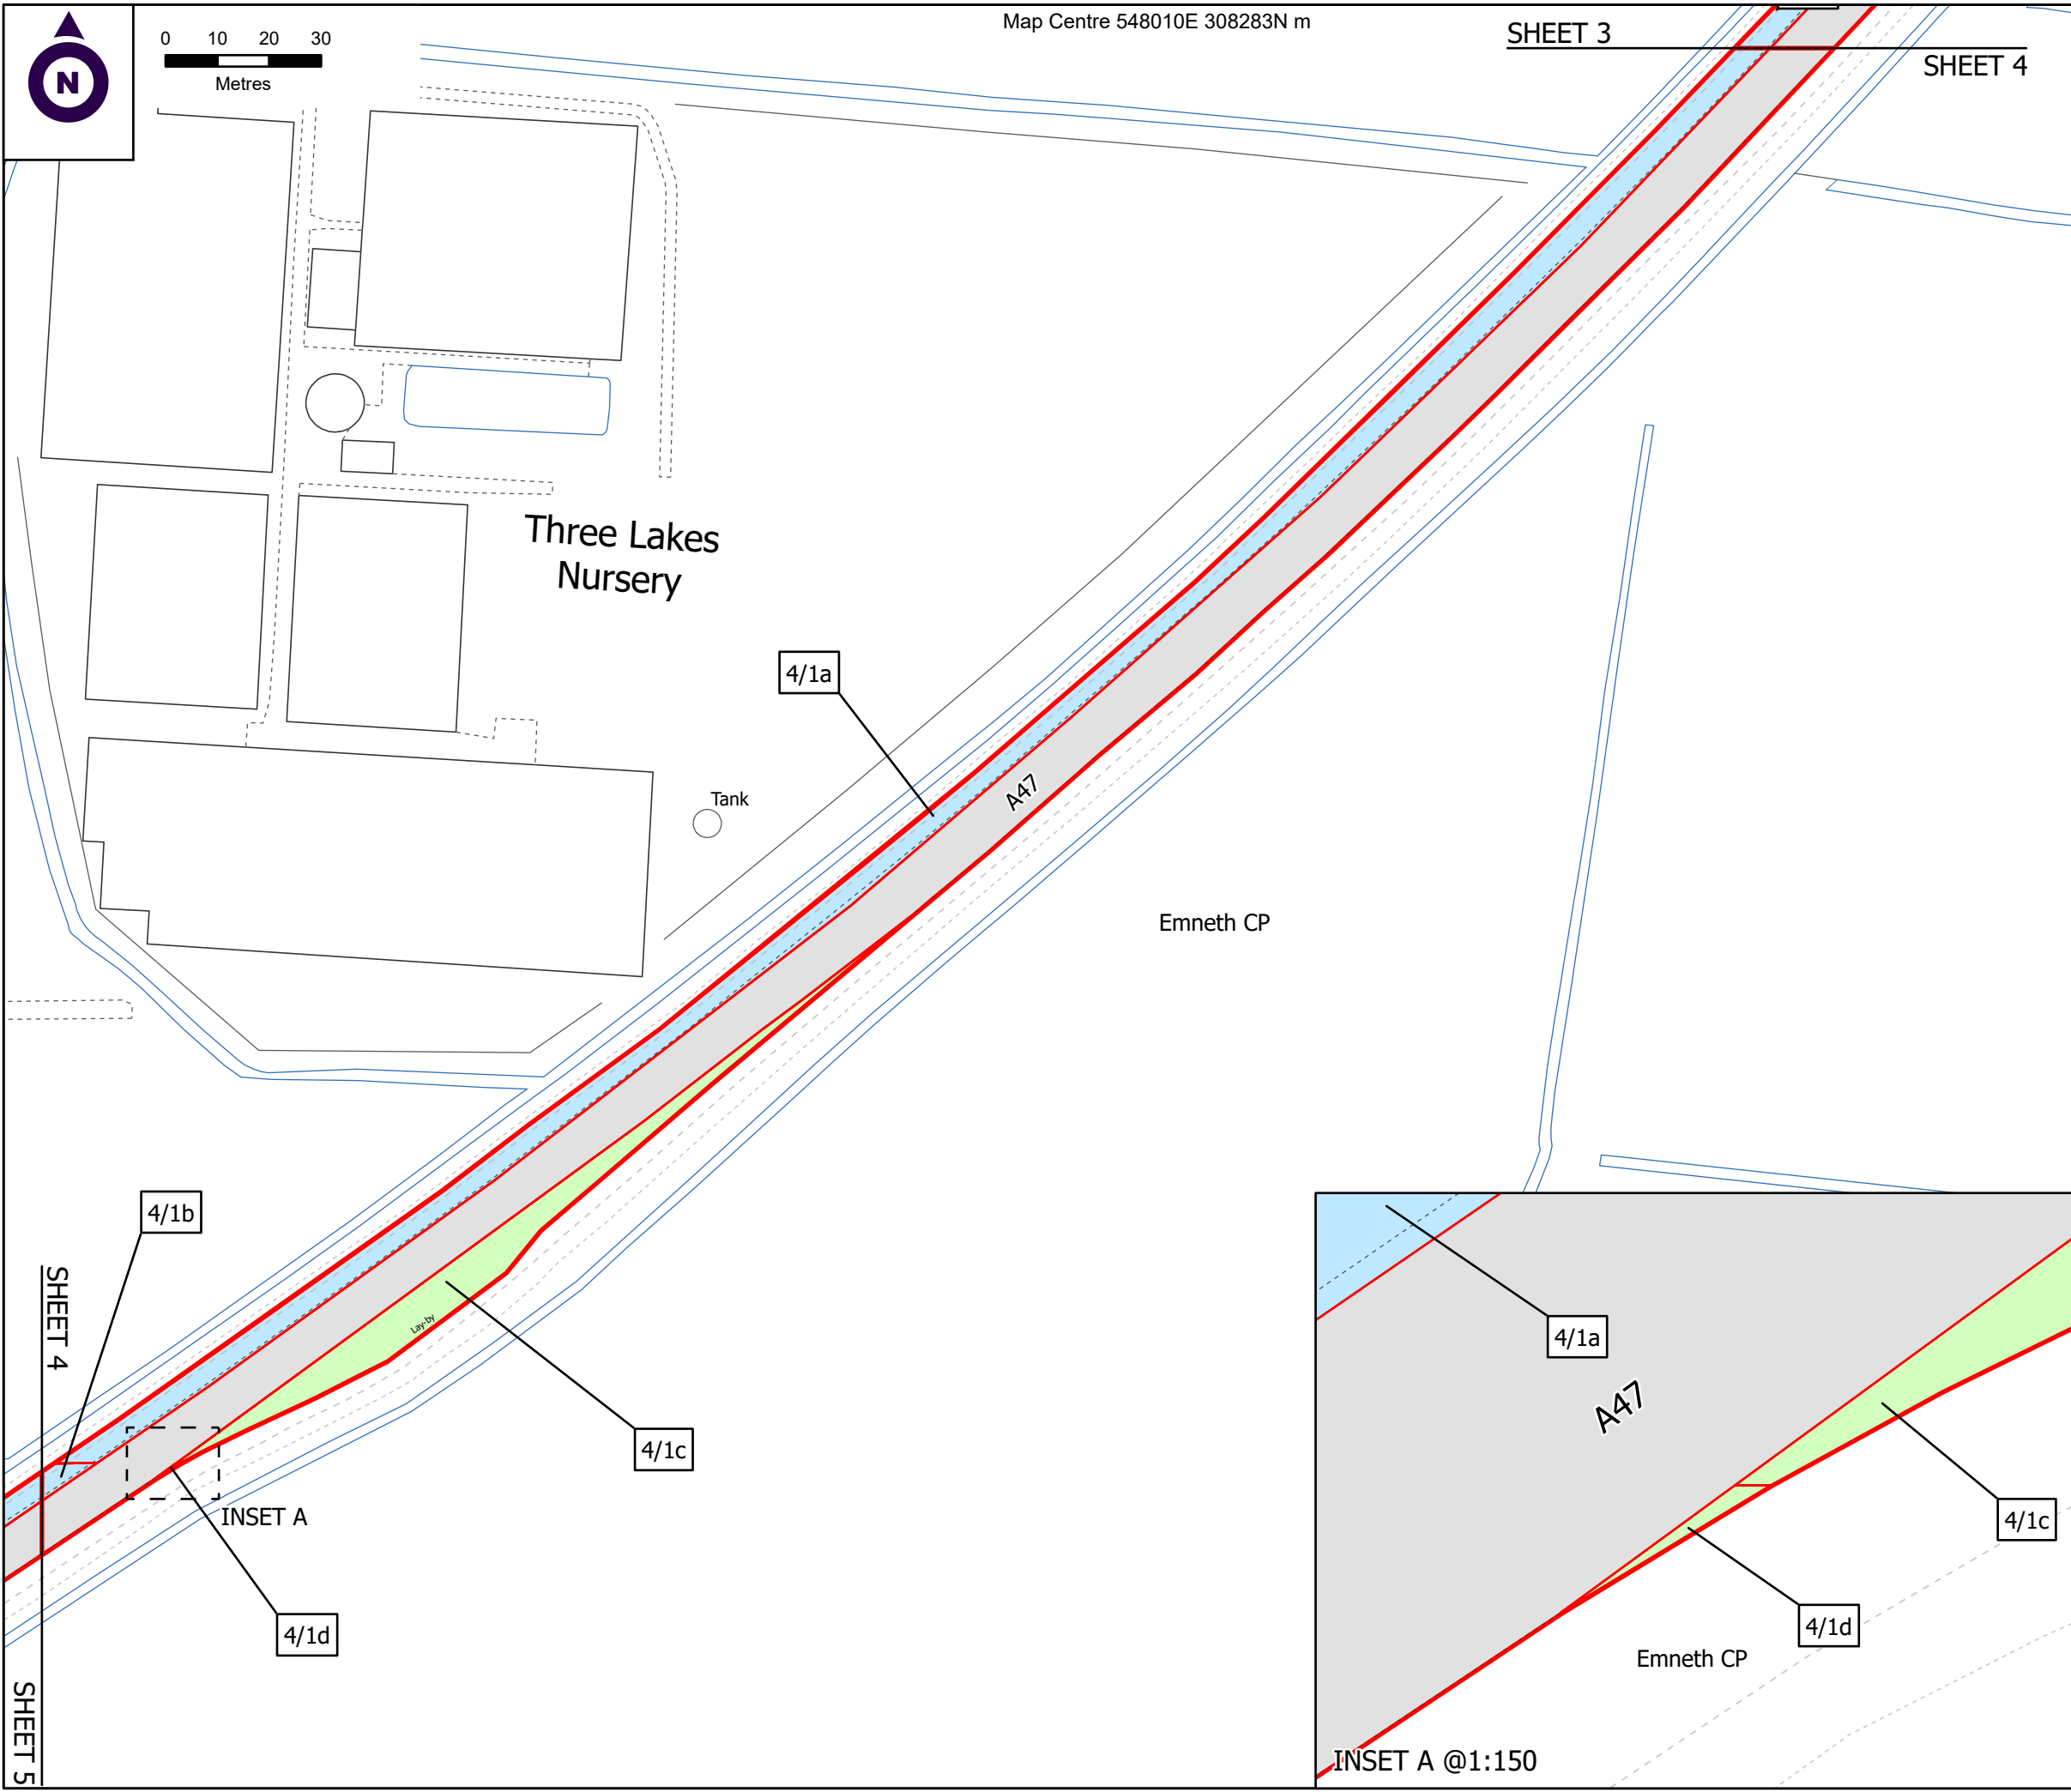 Map Centre 548010E 308283N m
N
0 10 20 30
Metres
SHEET 3
SHEET 4
Three Lakes
Nursery
4/1a
A47
Tank
Emneth CP
4/1b
SHEET 4
Lay-by
4/1c
INSET A
4/1d
SHEET 5
4/1a
A47
4/1c
4/1d
Emneth CP
INSET A @1:150